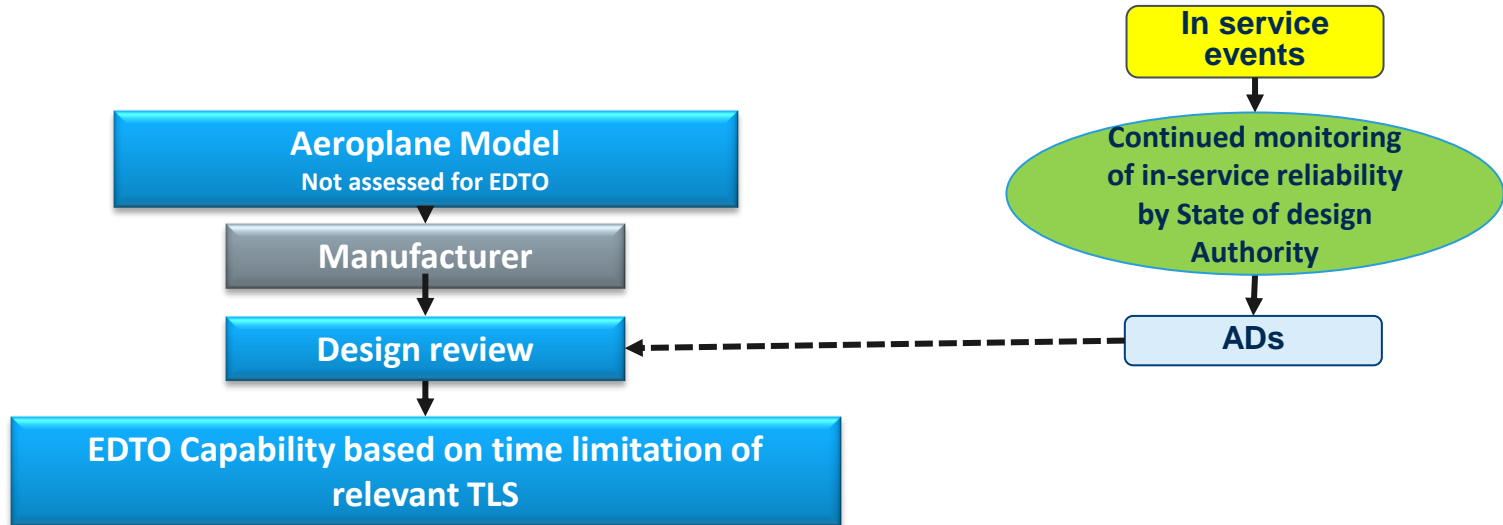 Aeroplane Model
Not assessed for EDTO
Manufacturer
Design review
EDTO Capability based on time limitation of
relevant TLS
In service
events
Continued monitoring
of in-service reliability
by State of design
Authority
ADs